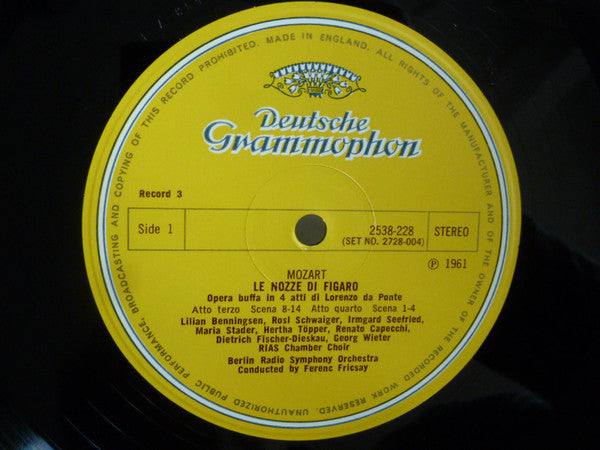 MADE IN ENGLAND. ALL RIGHTS OF THE MANUFACTURER AND OF THE OWNER OF THE RECORDED WORK RESERVED. UNAUTHORIZED PUBLIC PERFORMANCE, BROADCASTING AND COPYING OF THIS RECORD PROHIBITED.
Deutsche
Grammophon
Record 3
Side 1
2538-228
(SET NO. 2728-004)
STEREO
℗ 1961
MOZART
LE NOZZE DI FIGARO
Opera buffa in 4 atti di Lorenzo da Ponte
Atto terzo Scena 8-14 Atto quarto Scena 1-4
Lilian Benningsen, Rosl Schwaiger, Irmgard Seefried,
Maria Stader, Hertha Töpper, Renato Capecchi,
Dietrich Fischer-Dieskau, Georg Wieter
RIAS Chamber Choir
Berlin Radio Symphony Orchestra
Conducted by Ferenc Fricsay